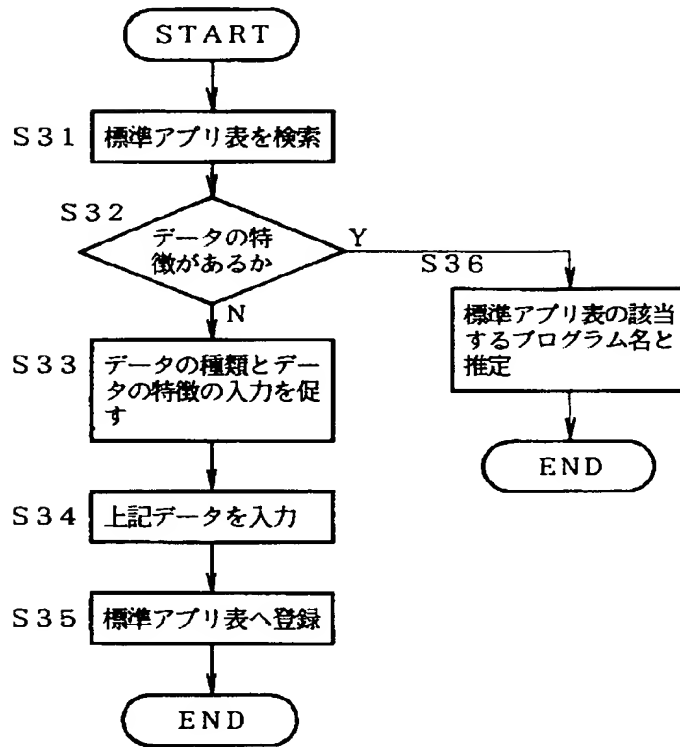 START
S31
標準アプリ表を検索
S32
データの特
徴があるか
Y
S36
標準アプリ表の該当
するプログラム名と
推定
END
N
S33
データの種類とデー
タの特徴の入力を促
す
S34
上記データを入力
S35
標準アプリ表へ登録
END